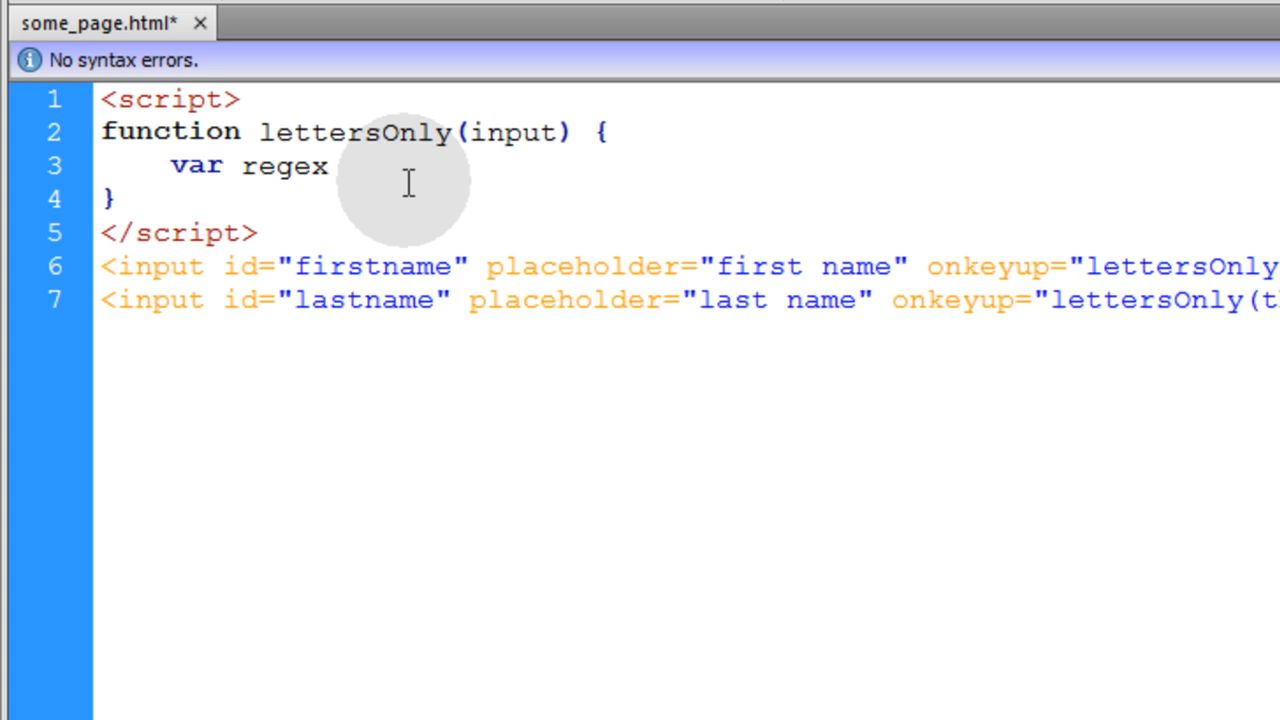 some_page.html* ×
No syntax errors.
1 <script>
2 function lettersOnly(input) {
3 var regex
4 }
5 </script>
6 <input id="firstname" placeholder="first name" onkeyup="lettersOnly
7 <input id="lastname" placeholder="last name" onkeyup="lettersOnly(t